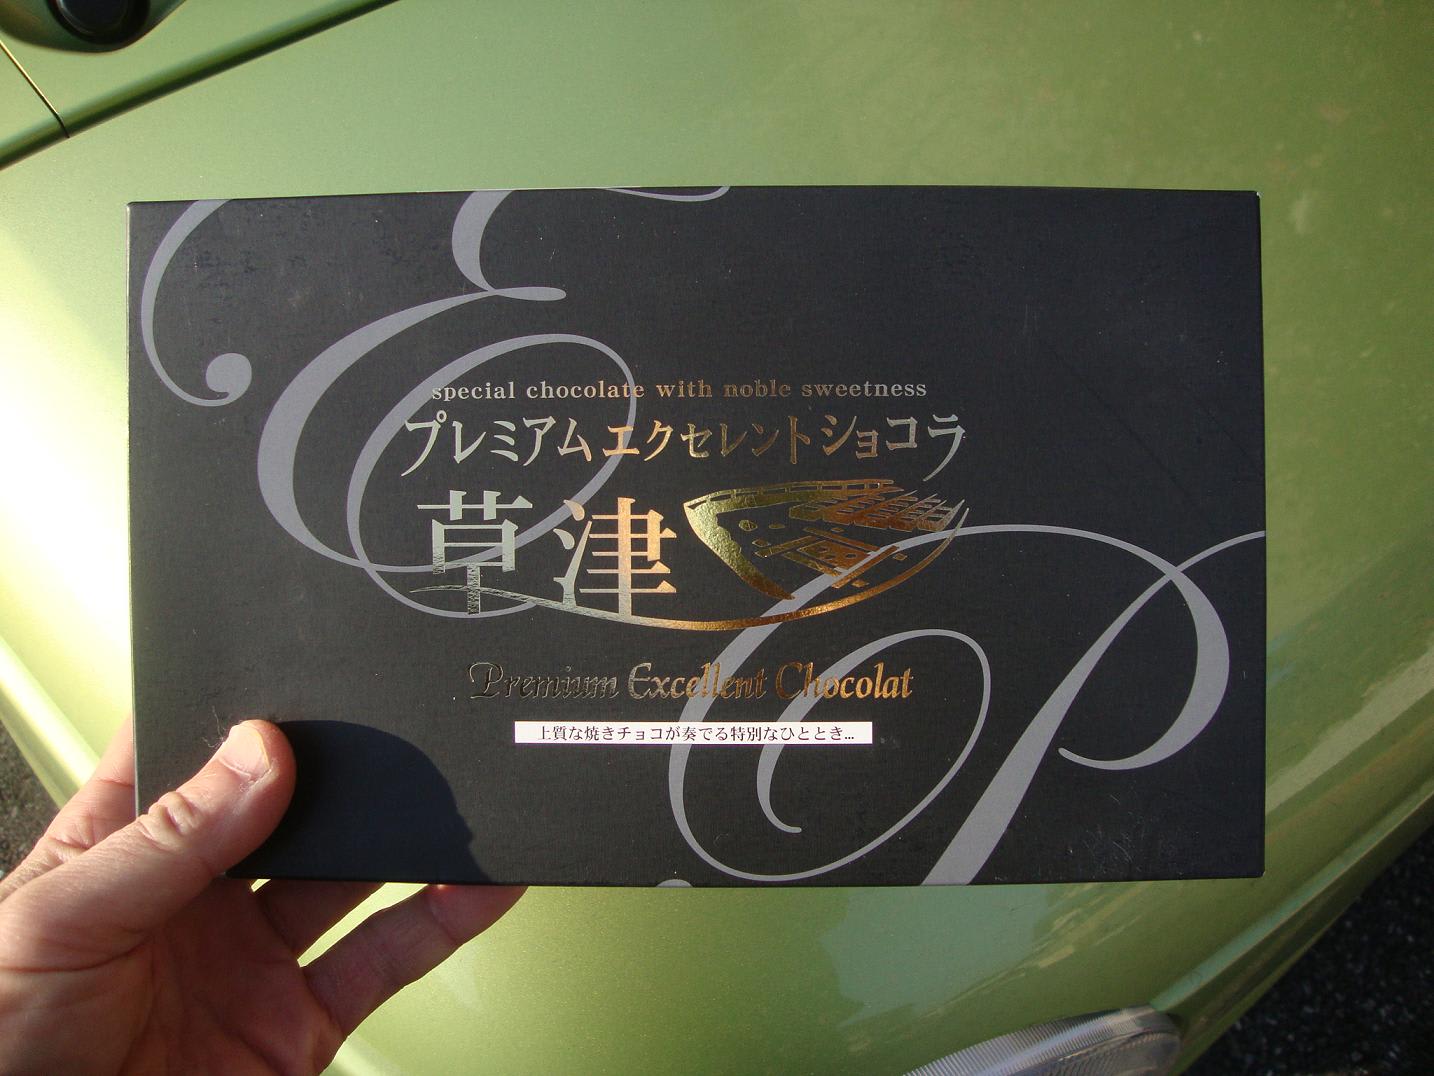 special chocolate with noble sweetness
プレミアムエクセレントショコラ
草津
Premium Excellent Chocolat
上質な焼きチョコが奏でる特別なひととき…